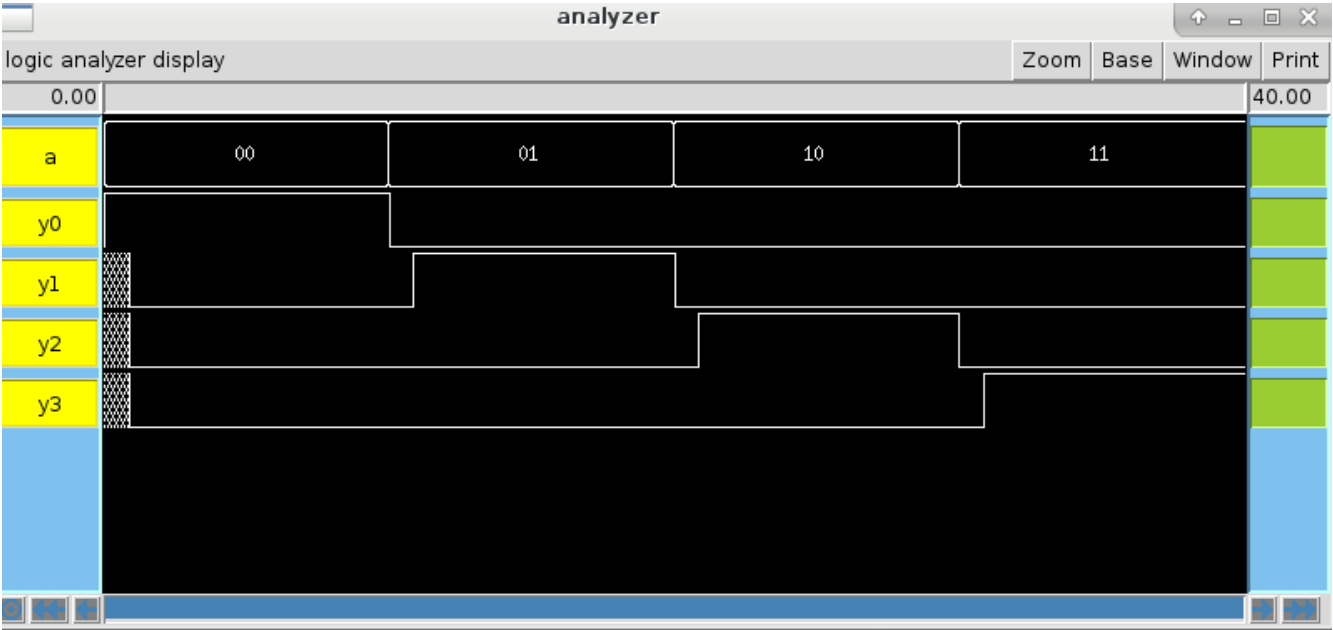 analyzer
logic analyzer display Zoom Base Window Print
0.00 40.00
a 00 01 10 11
y0
y1
y2
y3